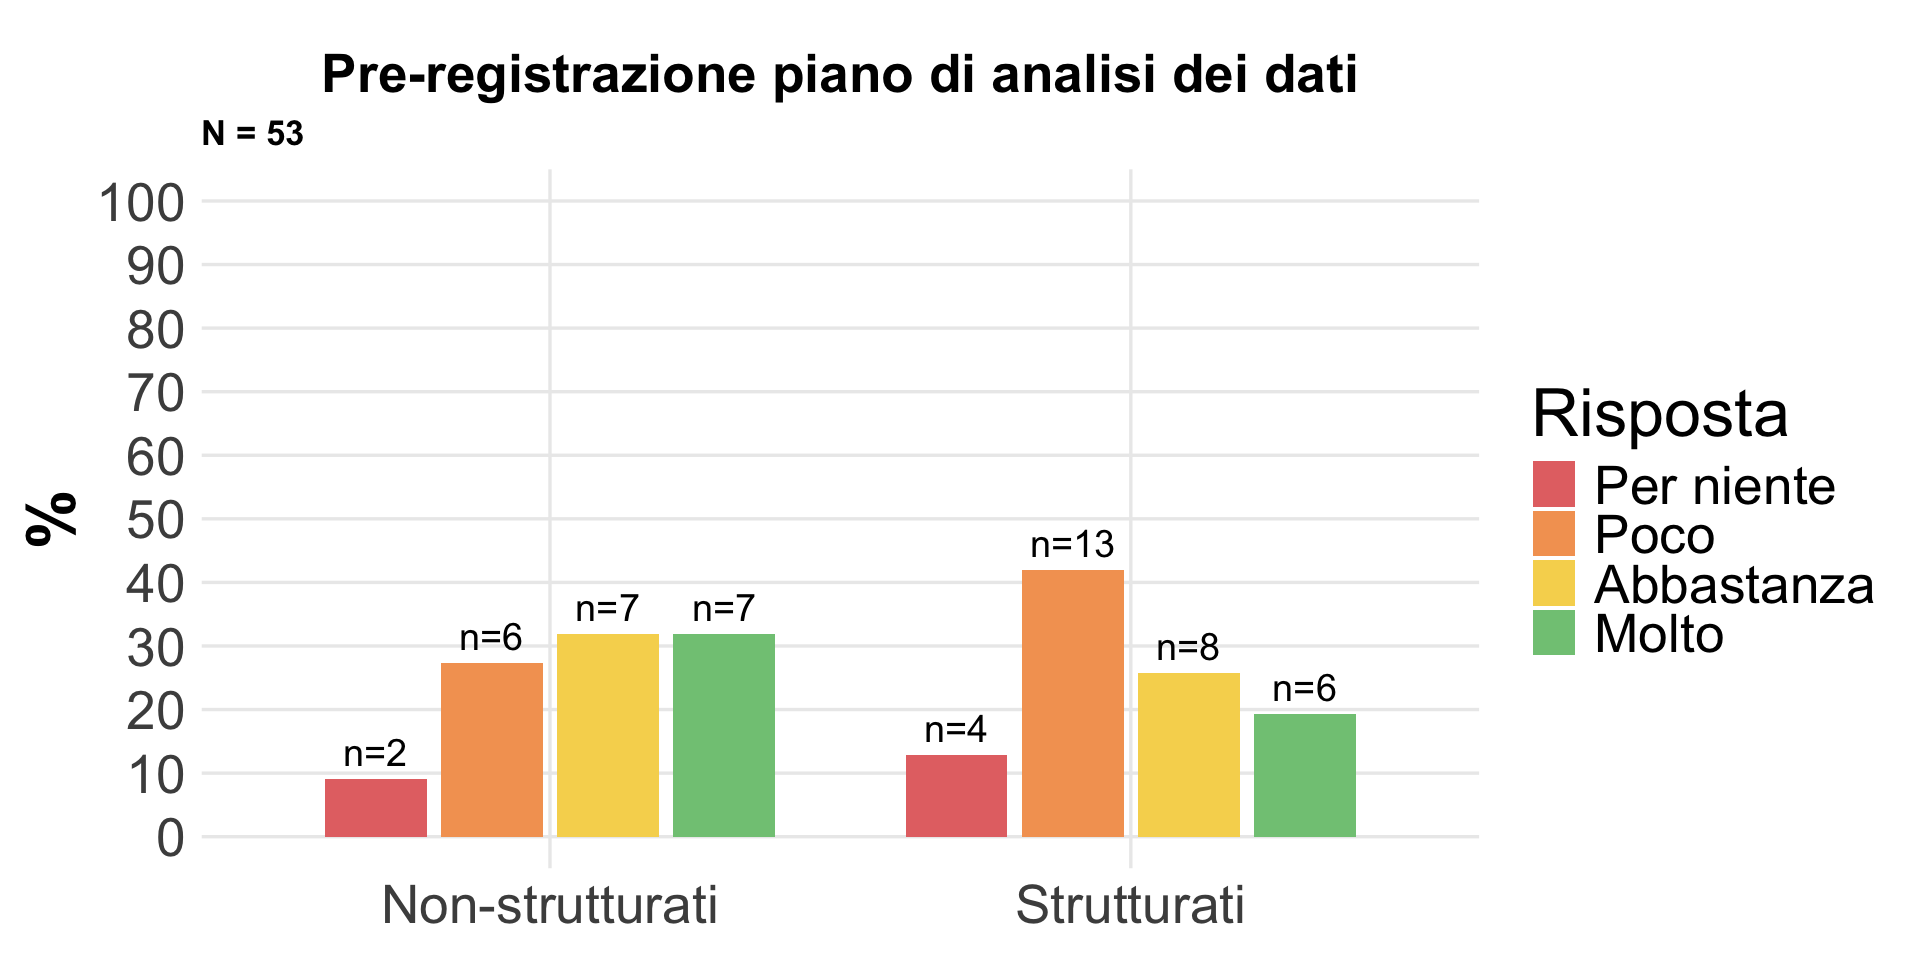 Pre-registrazione piano di analisi dei dati
N = 53
100
90
80
70
60
50
40
30
20
10
0
%
n=2
n=6
n=7
n=7
n=4
n=13
n=8
n=6
Non-strutturati
Strutturati
Risposta
Per niente
Poco
Abbastanza
Molto